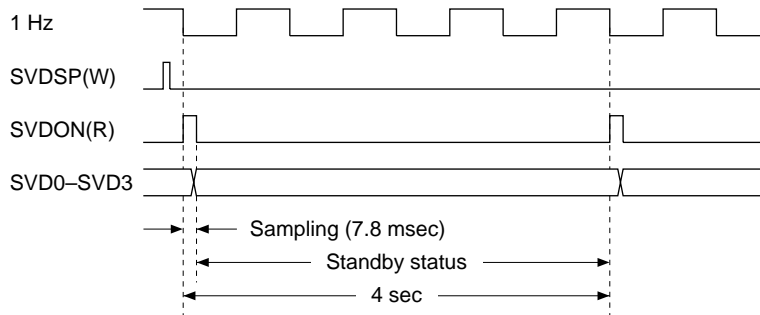 1 Hz
SVDSP(W)
SVDON(R)
SVD0–SVD3
Sampling (7.8 msec)
Standby status
4 sec